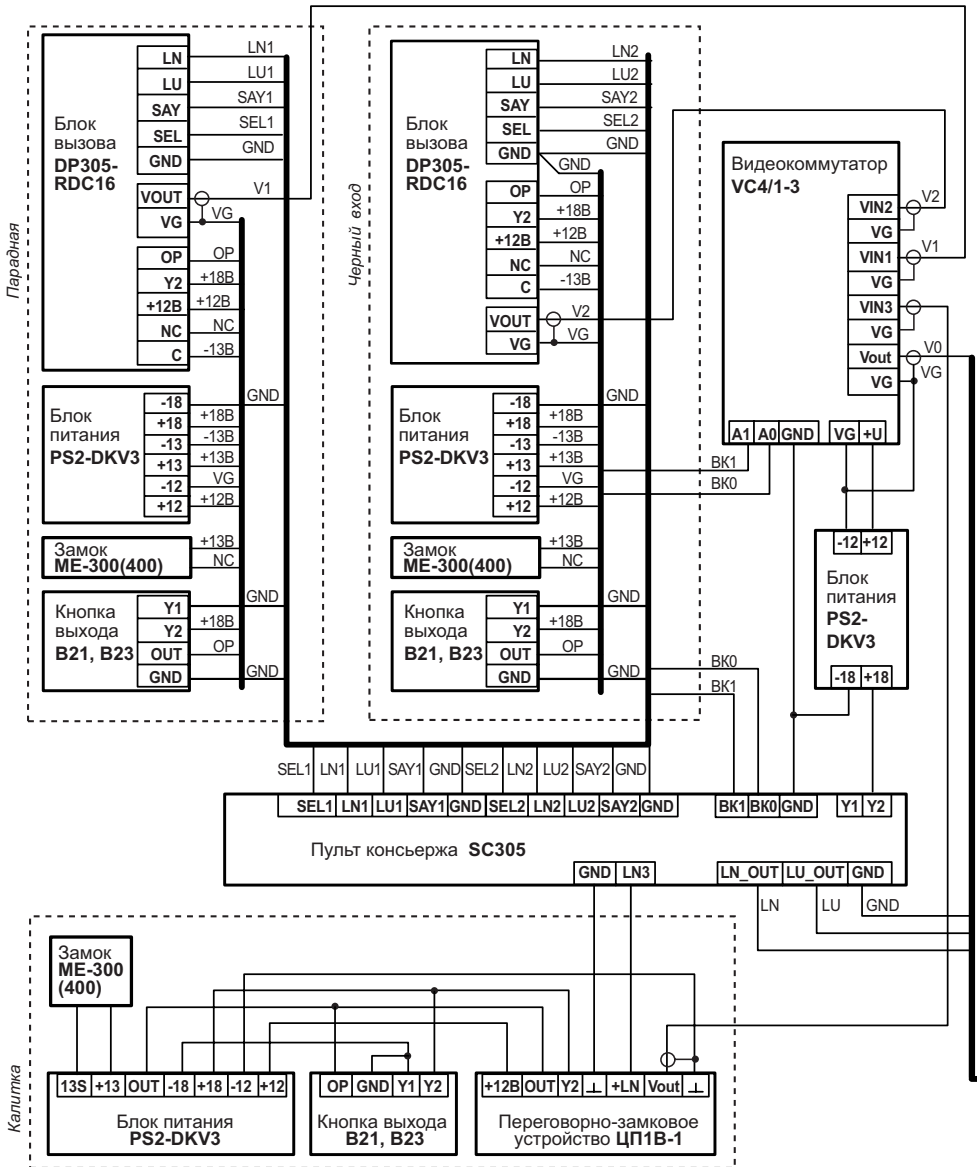 Парадная
Блок
вызова
DP305-
RDC16
LN
LU
SAY
SEL
GND
VOUT
VG
OP
Y2
+12В
NC
C
LN1
LU1
SAY1
SEL1
GND
V1
VG
OP
+18В
+12В
NC
-13В
Блок
питания
PS2-DKV3
-18
+18
-13
+13
-12
+12
GND
+18В
-13В
+13В
VG
+12В
Замок
ME-300(400)
+13В
NC
Кнопка
выхода
B21, B23
Y1
Y2
OUT
GND
GND
+18В
OP
GND
Черный вход
Блок
вызова
DP305-
RDC16
LN
LU
SAY
SEL
GND
OP
Y2
+12В
NC
C
VOUT
VG
LN2
LU2
SAY2
SEL2
GND
GND
OP
+18В
+12В
NC
-13В
V2
VG
Блок
питания
PS2-DKV3
-18
+18
-13
+13
-12
+12
GND
+18В
-13В
+13В
VG
+12В
Замок
ME-300(400)
+13В
NC
Кнопка
выхода
B21, B23
Y1
Y2
OUT
GND
GND
+18В
OP
GND
Видеокоммутатор
VC4/1-3
VIN2
VG
VIN1
VG
VIN3
VG
Vout
VG
V2
V1
V0
VG
A1 A0 GND VG +U
ВК1
ВК0
-12 +12
Блок
питания
PS2-
DKV3
-18 +18
ВК0
ВК1
SEL1 LN1 LU1 SAY1 GND SEL2 LN2 LU2 SAY2 GND
SEL1 LN1 LU1 SAY1 GND SEL2 LN2 LU2 SAY2 GND BK1 BK0 GND Y1 Y2
Пульт консьержа SC305
GND LN3 LN_OUT LU_OUT GND
LN LU GND
Калитка
Замок
ME-300
(400)
13S +13 OUT -18 +18 -12 +12
Блок питания
PS2-DKV3
OP GND Y1 Y2
Кнопка выхода
B21, B23
+12В OUT Y2 ⊥ +LN Vout ⊥
Переговорно-замковое
устройство ЦП1В-1